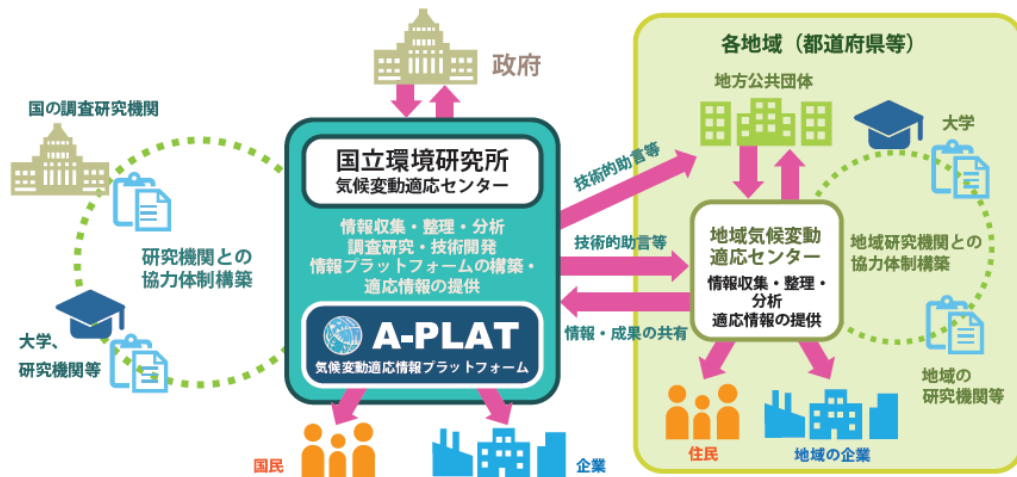 政府
国の調査研究機関
研究機関との
協力体制構築
大学、
研究機関等
国立環境研究所
気候変動適応センター
情報収集・整理・分析
調査研究・技術開発
情報プラットフォームの構築・
適応情報の提供
A-PLAT
気候変動適応情報プラットフォーム
国民
企業
技術的助言等
技術的助言等
情報・成果の共有
各地域（都道府県等）
地方公共団体
大学
地域気候変動
適応センター
情報収集・整理・
分析
適応情報の提供
地域研究機関との
協力体制構築
地域の
研究機関等
住民
地域の企業